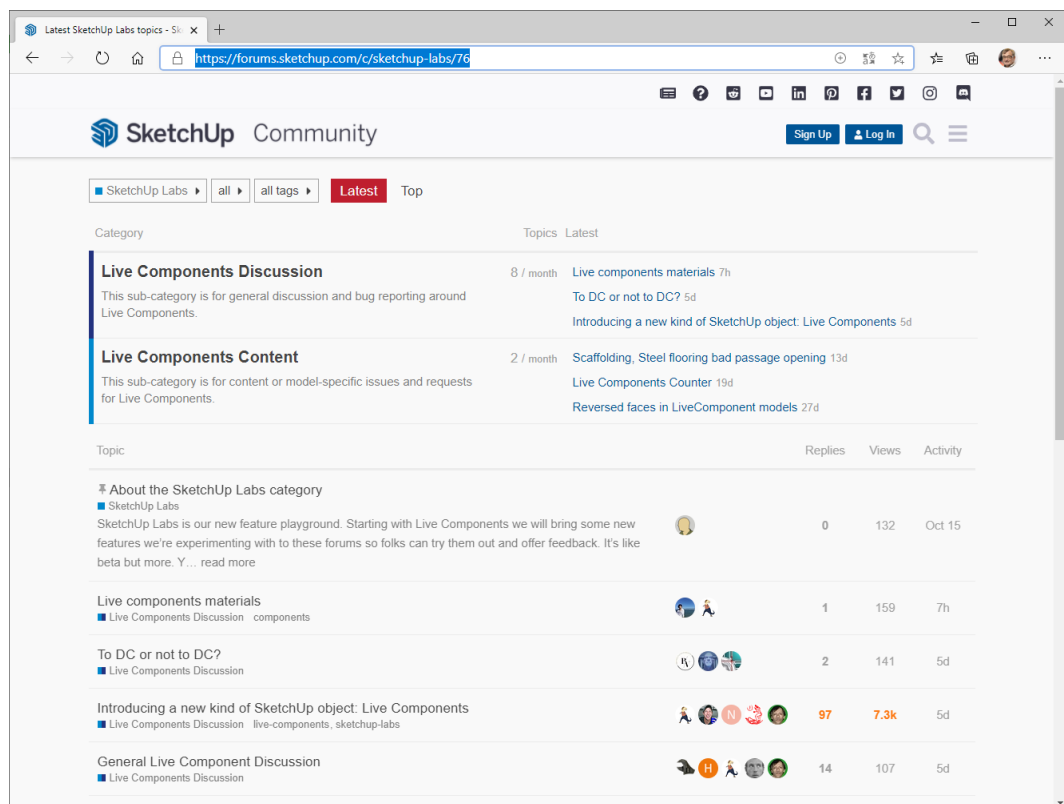 Latest SketchUp Labs topics - Sk
https://forums.sketchup.com/c/sketchup-labs/76
SketchUp Community
Sign Up
Log In
SketchUp Labs
all
all tags
Latest
Top
Category Topics Latest
Live Components Discussion
This sub-category is for general discussion and bug reporting around
Live Components.
8 / month
Live components materials 7h
To DC or not to DC? 5d
Introducing a new kind of SketchUp object: Live Components 5d
Live Components Content
This sub-category is for content or model-specific issues and requests
for Live Components.
2 / month
Scaffolding, Steel flooring bad passage opening 13d
Live Components Counter 19d
Reversed faces in LiveComponent models 27d
Topic Replies Views Activity
About the SketchUp Labs category
SketchUp Labs
SketchUp Labs is our new feature playground. Starting with Live Components we will bring some new
features we're experimenting with to these forums so folks can try them out and offer feedback. It's like
beta but more. Y… read more
0 132 Oct 15
Live components materials
Live Components Discussion components
1 159 7h
To DC or not to DC?
Live Components Discussion
2 141 5d
Introducing a new kind of SketchUp object: Live Components
Live Components Discussion live-components, sketchup-labs
N
97 7.3k 5d
General Live Component Discussion
Live Components Discussion
H
14 107 5d